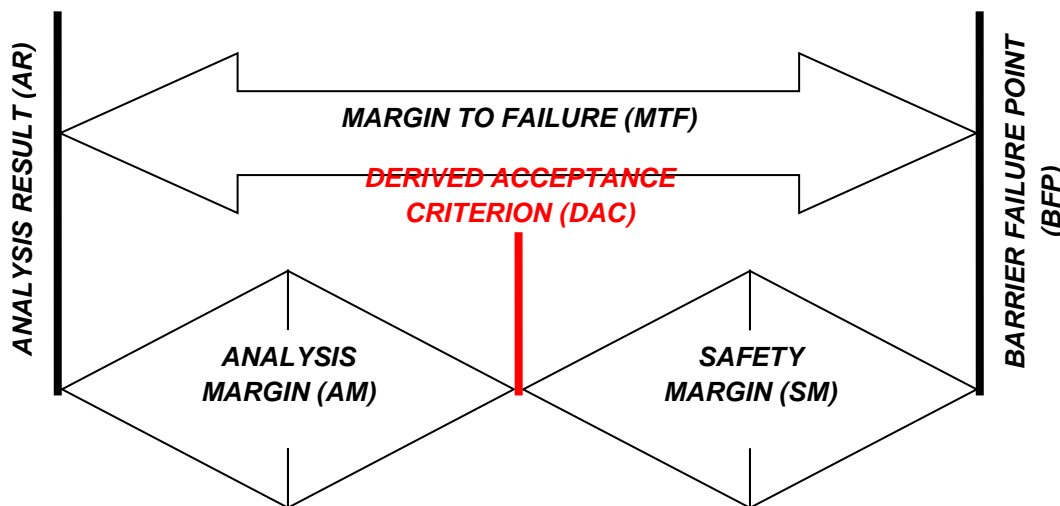 ANALYSIS RESULT (AR)
MARGIN TO FAILURE (MTF)
DERIVED ACCEPTANCE
CRITERION (DAC)
ANALYSIS
MARGIN (AM)
SAFETY
MARGIN (SM)
BARRIER FAILURE POINT
(BFP)